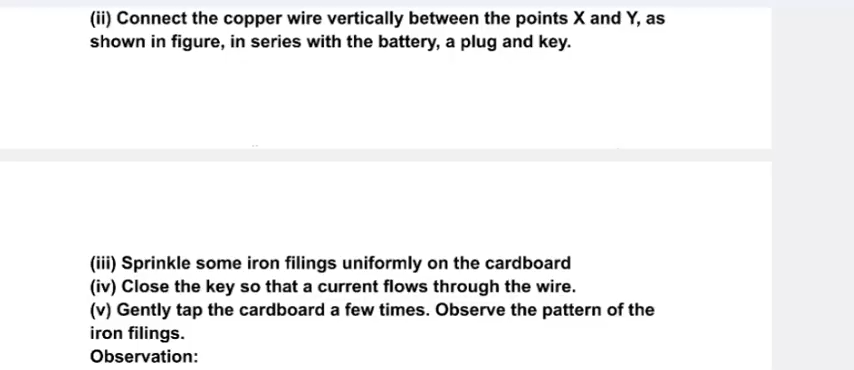 (ii) Connect the copper wire vertically between the points X and Y, as
shown in figure, in series with the battery, a plug and key.
(iii) Sprinkle some iron filings uniformly on the cardboard
(iv) Close the key so that a current flows through the wire.
(v) Gently tap the cardboard a few times. Observe the pattern of the
iron filings.
Observation: